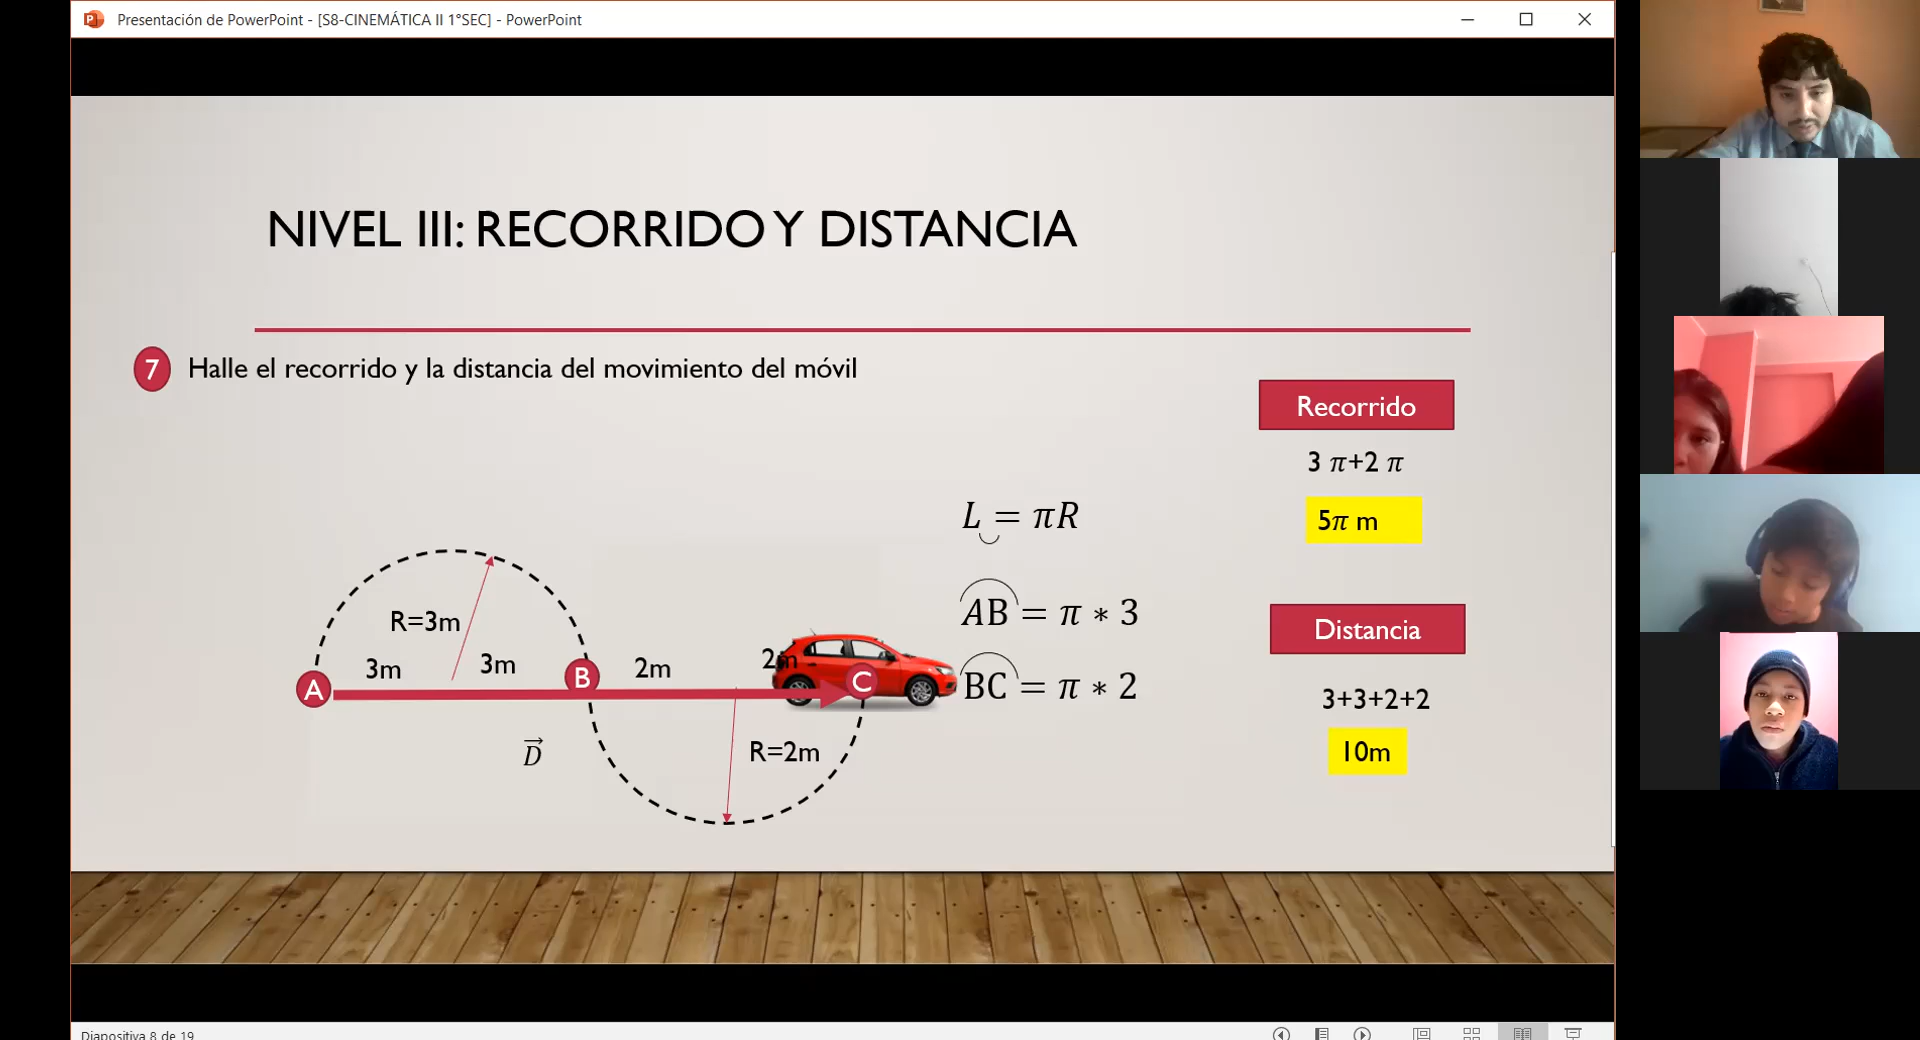 Presentación de PowerPoint - [S8-CINEMÁTICA II 1°SEC] - PowerPoint
NIVEL III: RECORRIDO Y DISTANCIA
7 Halle el recorrido y la distancia del movimiento del móvil
Recorrido
3 π+2 π
5π m
L = πR
AB = π ∗ 3
BC = π ∗ 2
R=3m
3m
3m
2m
2m
A
B
C
D
R=2m
Distancia
3+3+2+2
10m
Diapositiva 8 de 19